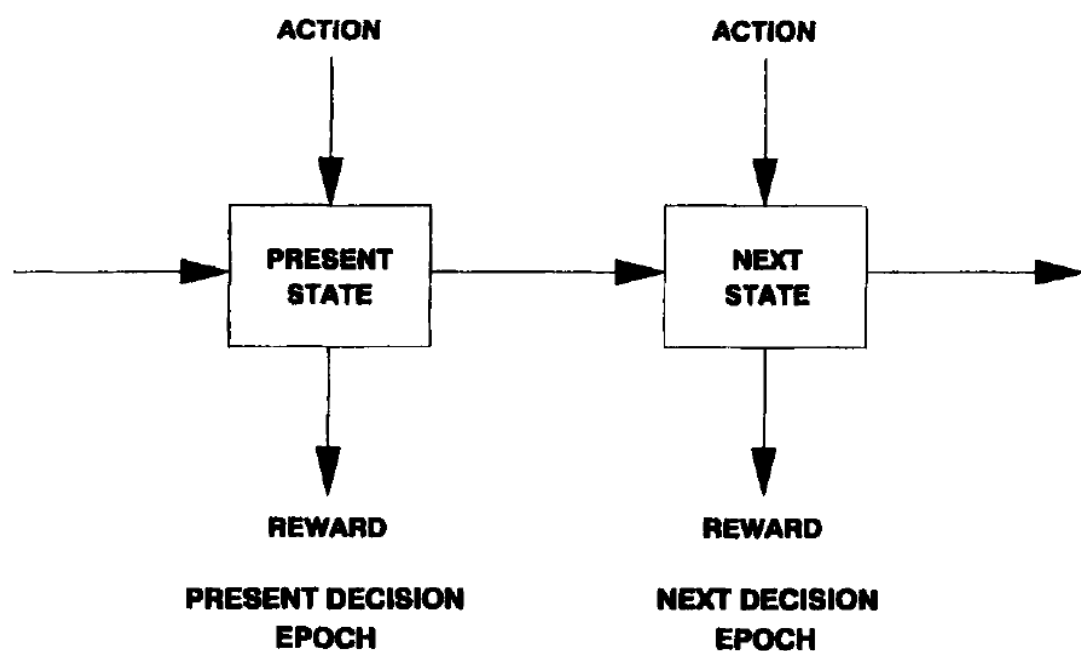 ACTION
ACTION
PRESENT
STATE
NEXT
STATE
REWARD
REWARD
PRESENT DECISION
EPOCH
NEXT DECISION
EPOCH